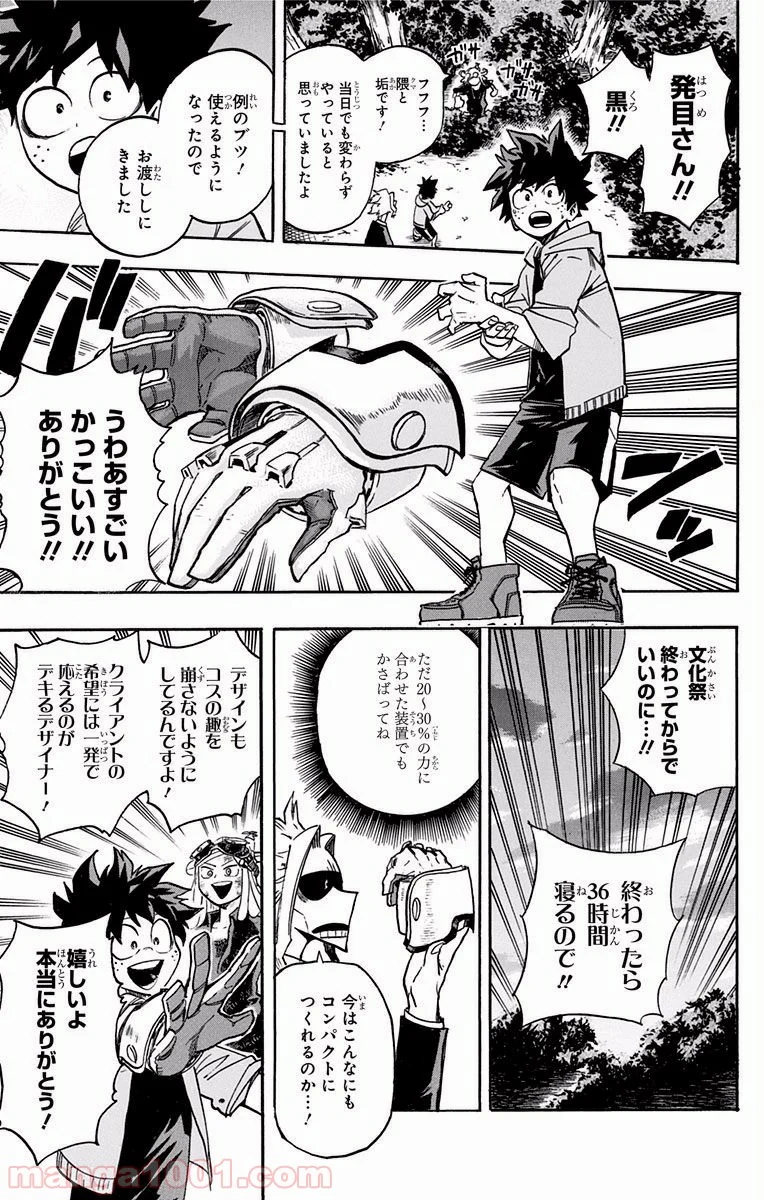 発目さん!!
黒!!
ガサ
ガサガサ
フフフ…
隈と
垢です!
当日でも変わらず
やっていると
思っていましたよ
例のブツ!
使えるように
なったので
お渡ししに
きました
うわあすごい
かっこいい!!
ありがとう!!
文化祭
終わってからで
いいのに…!!
終わったら
36時間
寝るので!!
ただ20～30%の力に
合わせた装置でも
かさばってね
今はこんなにも
コンパクトに
つくれるのか…!
デザインも
コスの趣を
崩さないように
してるんですよ!
クライアントの
希望には一発で
応えるのが
デキるデザイナー!
嬉しいよ
本当にありがとう!
manga1001.com